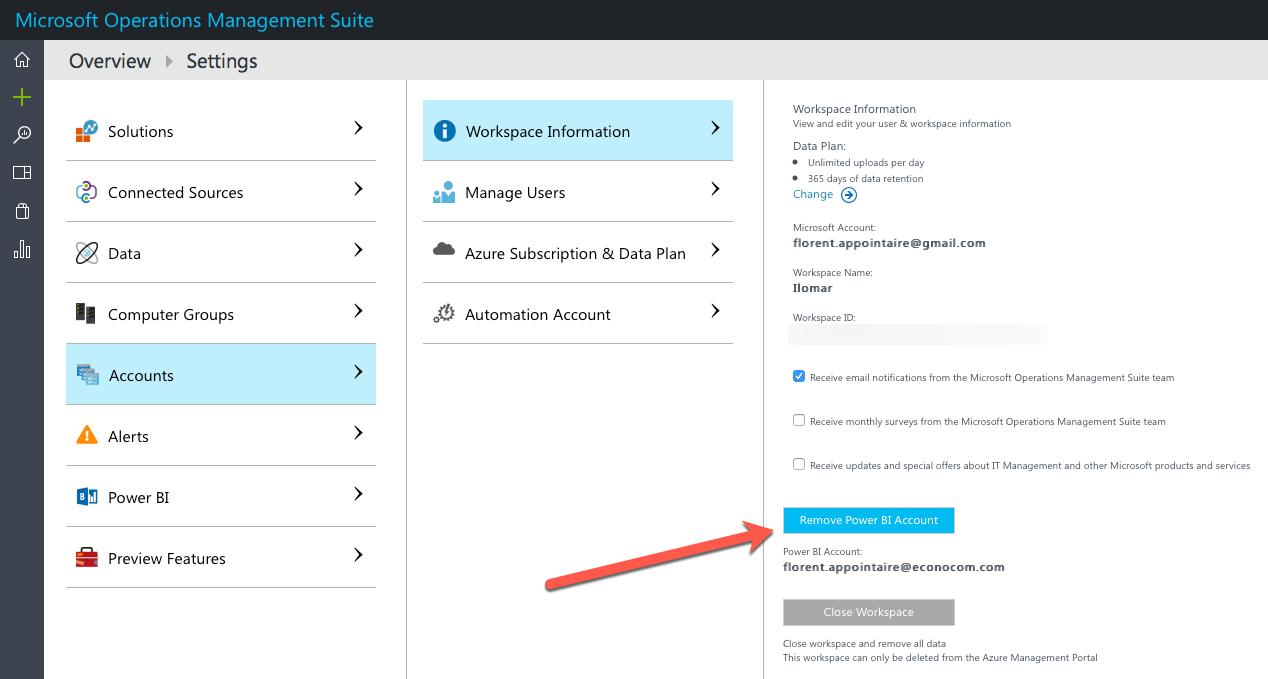 Microsoft Operations Management Suite
Overview Settings
Solutions
Connected Sources
Data
Computer Groups
Accounts
Alerts
Power BI
Preview Features
Workspace Information
Manage Users
Azure Subscription & Data Plan
Automation Account
Workspace Information
View and edit your user & workspace information
Data Plan:
Unlimited uploads per day
365 days of data retention
Change
Microsoft Account:
florent.appointaire@gmail.com
Workspace Name:
Ilomar
Workspace ID:
Receive email notifications from the Microsoft Operations Management Suite team
Receive monthly surveys from the Microsoft Operations Management Suite team
Receive updates and special offers about IT Management and other Microsoft products and services
Remove Power BI Account
Power BI Account:
florent.appointaire@econocom.com
Close Workspace
Close workspace and remove all data
This workspace can only be deleted from the Azure Management Portal